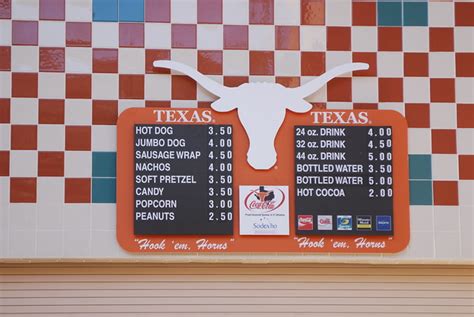 TEXAS
HOT DOG 3.50
JUMBO DOG 4.00
SAUSAGE WRAP 4.50
NACHOS 4.00
SOFT PRETZEL 3.50
CANDY 3.50
POPCORN 3.00
PEANUTS 2.50
"Hook 'em, Horns"
Coca-Cola
Sodexho
TEXAS
24 oz. DRINK 4.00
32 oz. DRINK 4.50
44 oz. DRINK 5.00
BOTTLED WATER 3.00
BOTTLED WATER 5.00
HOT COCOA 2.00
"Hook 'em, Horns"